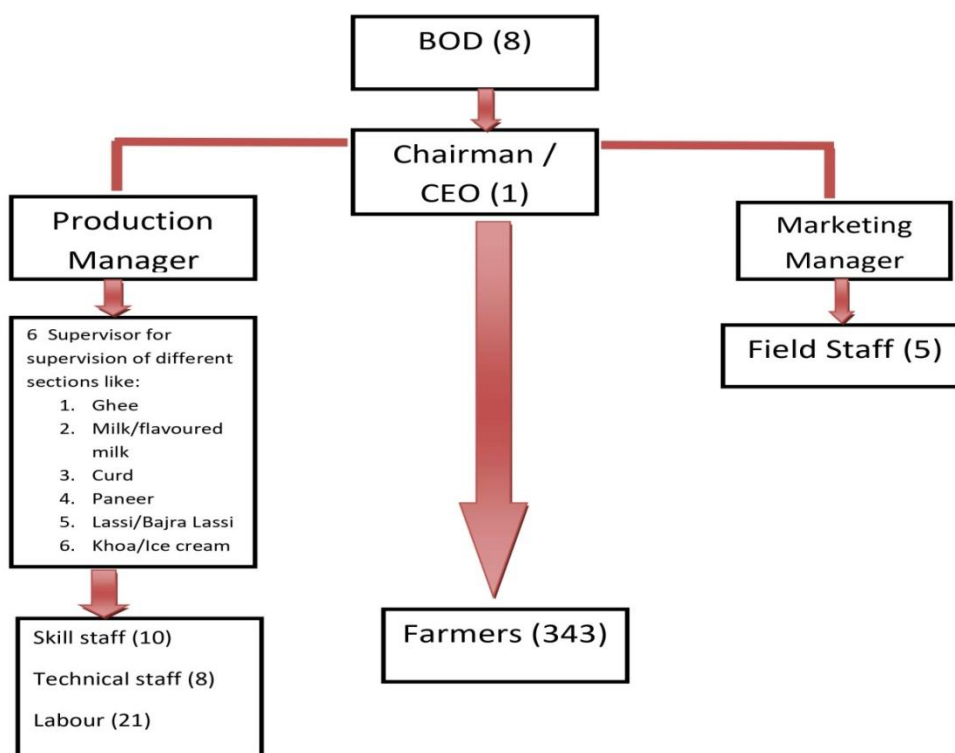 BOD (8)
Chairman /
CEO (1)
Production
Manager
Marketing
Manager
6 Supervisor for
supervision of different
sections like:
1. Ghee
2. Milk/flavoured
milk
3. Curd
4. Paneer
5. Lassi/Bajra Lassi
6. Khoa/Ice cream
Field Staff (5)
Farmers (343)
Skill staff (10)
Technical staff (8)
Labour (21)